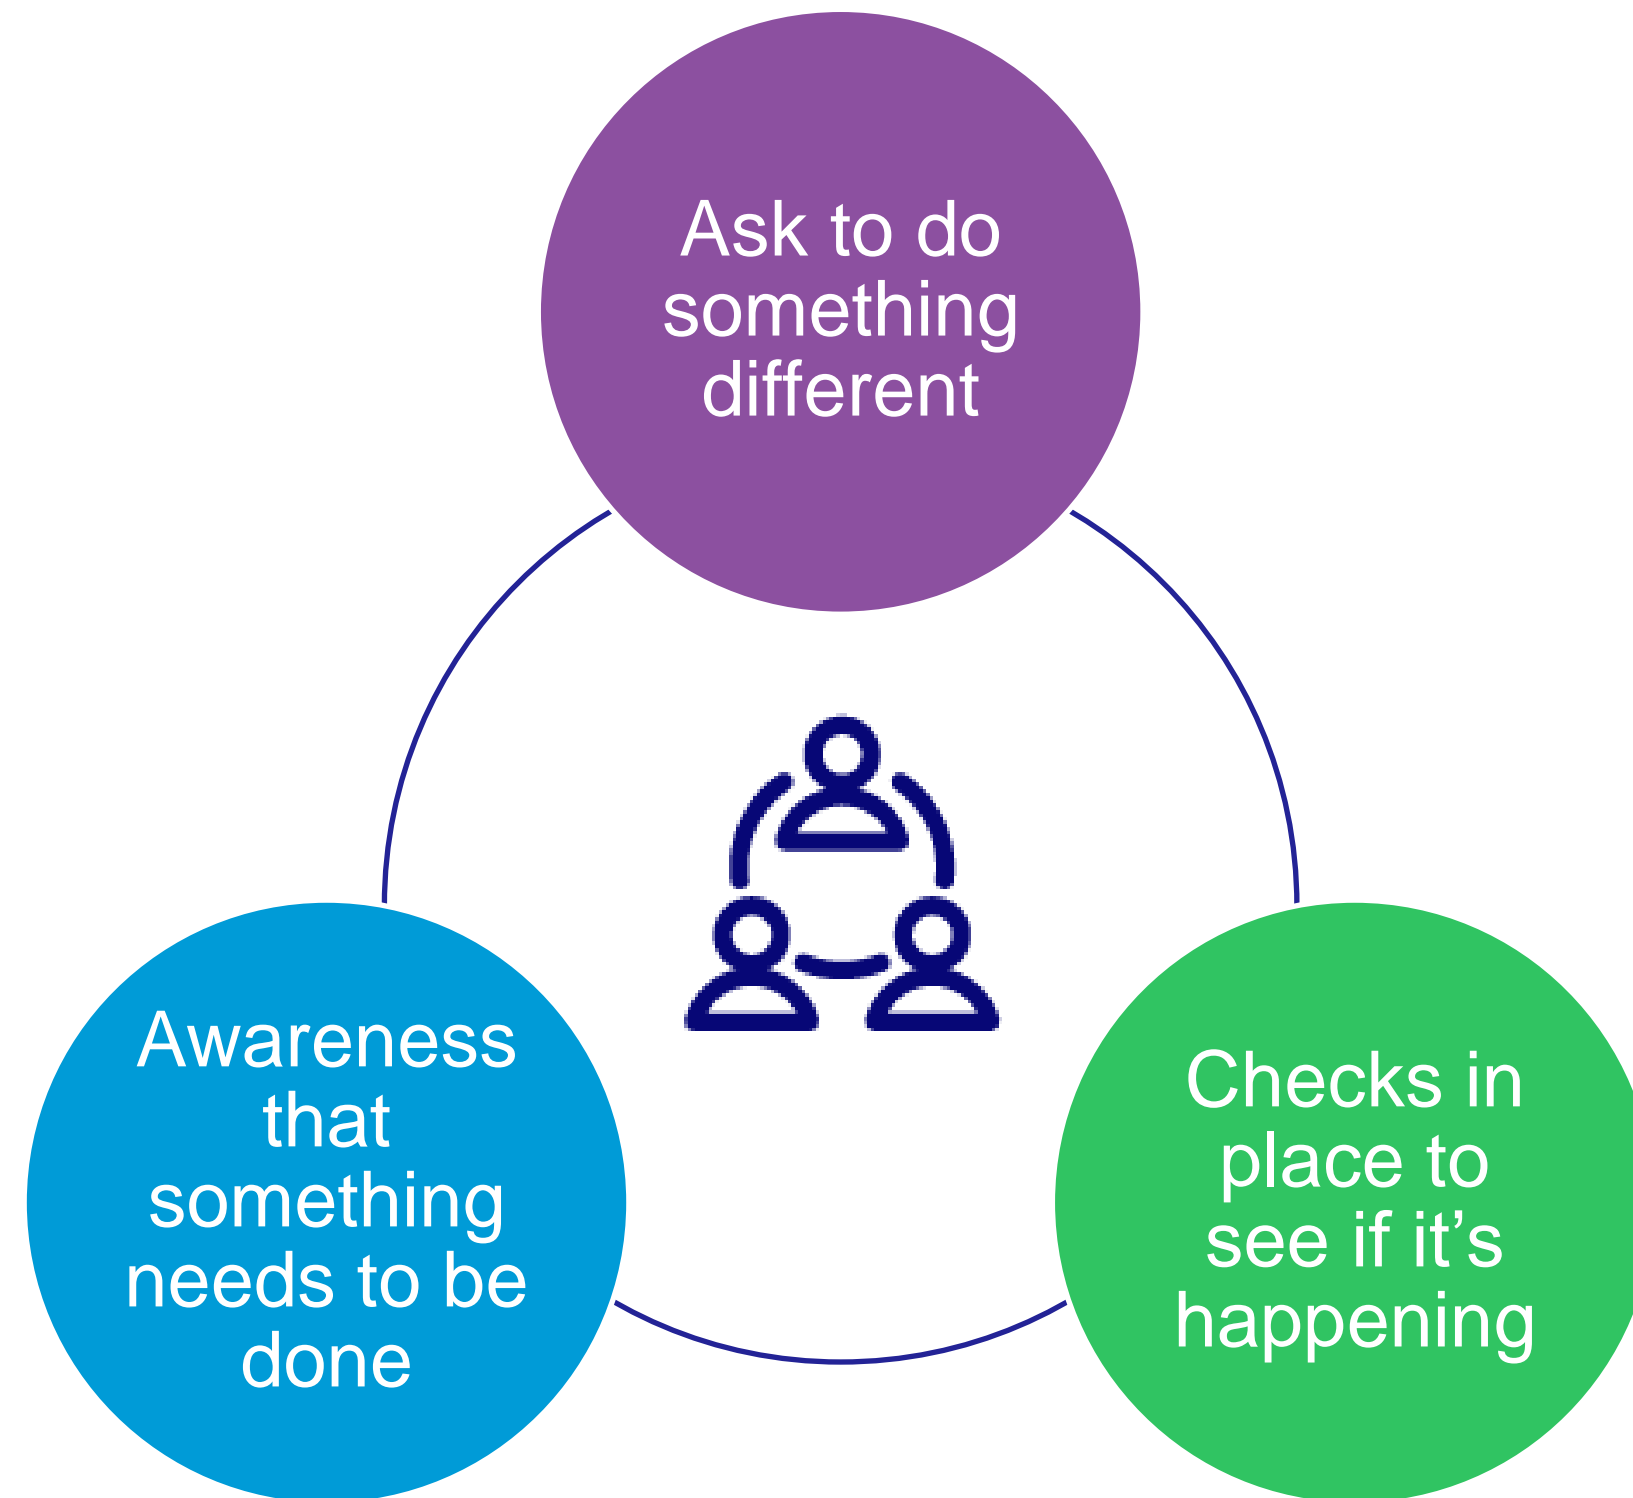 Ask to do
something
different
Awareness
that
something
needs to be
done
Checks in
place to
see if it’s
happening